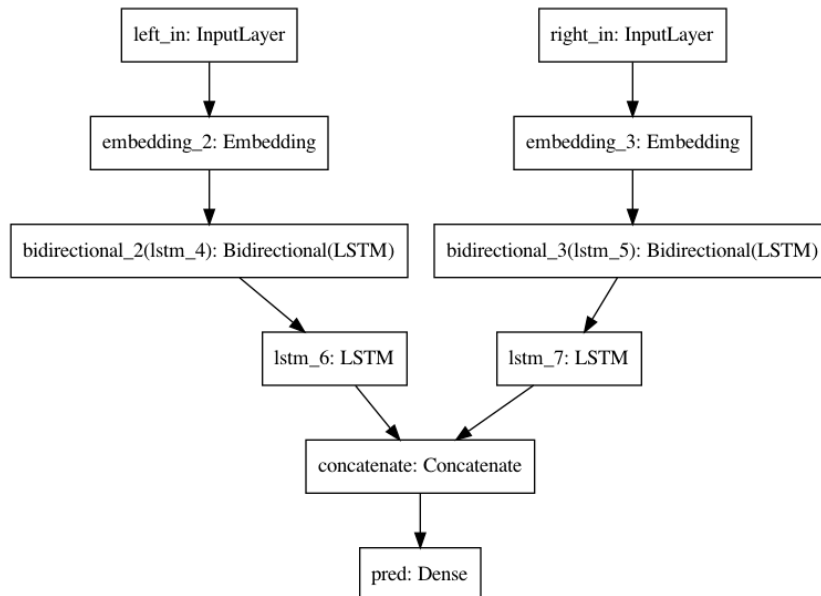 left_in: InputLayer
right_in: InputLayer
embedding_2: Embedding
embedding_3: Embedding
bidirectional_2(lstm_4): Bidirectional(LSTM)
bidirectional_3(lstm_5): Bidirectional(LSTM)
lstm_6: LSTM
lstm_7: LSTM
concatenate: Concatenate
pred: Dense